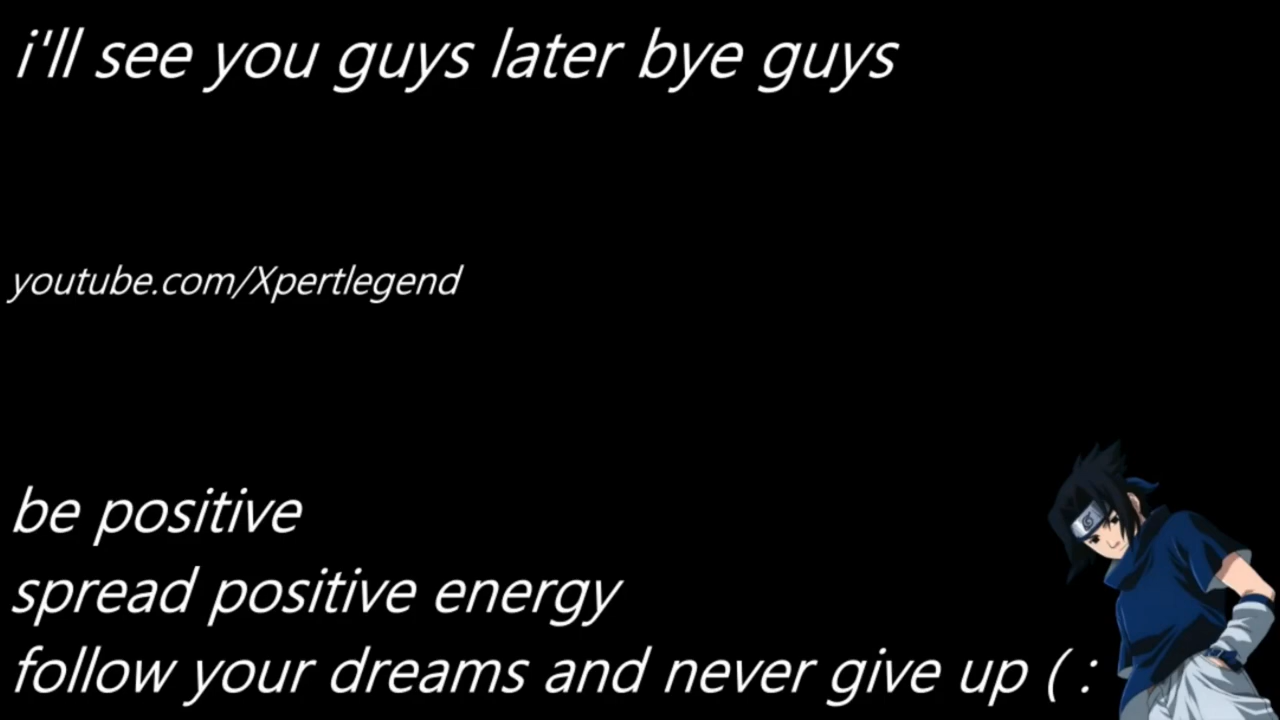 i'll see you guys later bye guys
youtube.com/Xpertlegend
be positive
spread positive energy
follow your dreams and never give up ( :